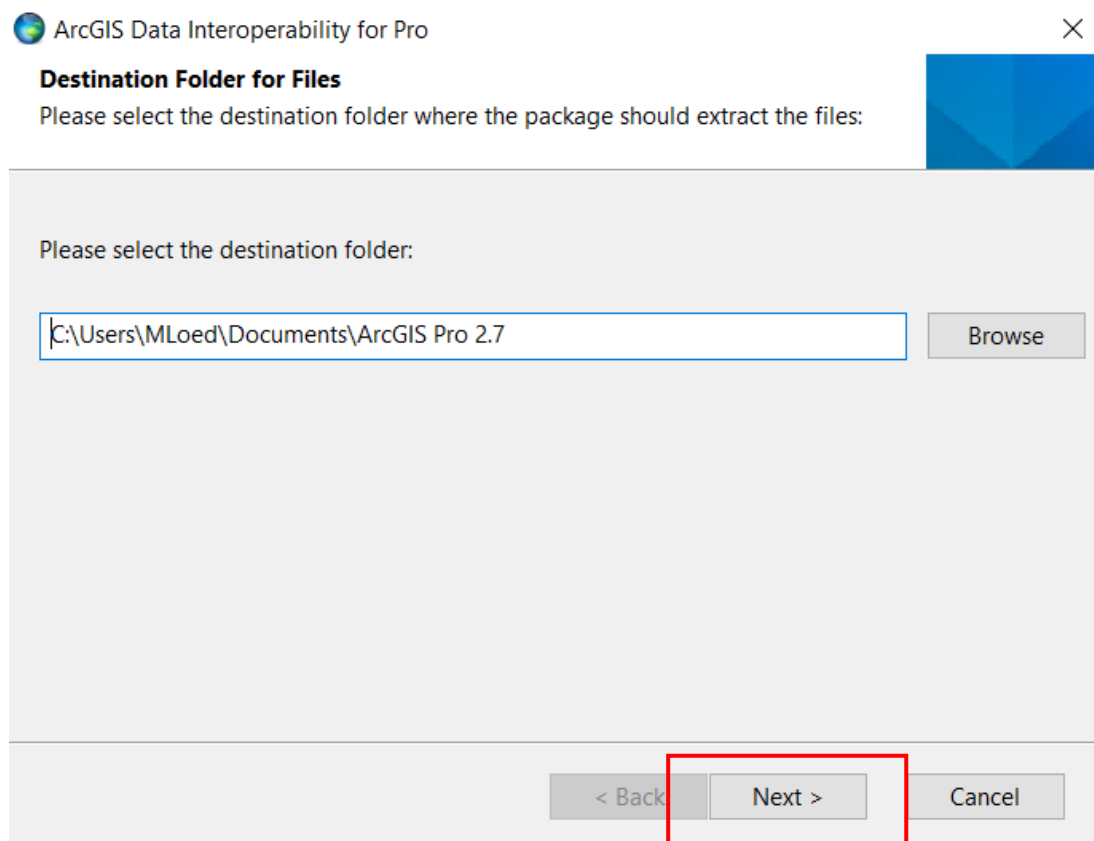 ArcGIS Data Interoperability for Pro
Destination Folder for Files
Please select the destination folder where the package should extract the files:
Please select the destination folder:
C:\Users\MLoed\Documents\ArcGIS Pro 2.7
Browse
< Back
Next >
Cancel